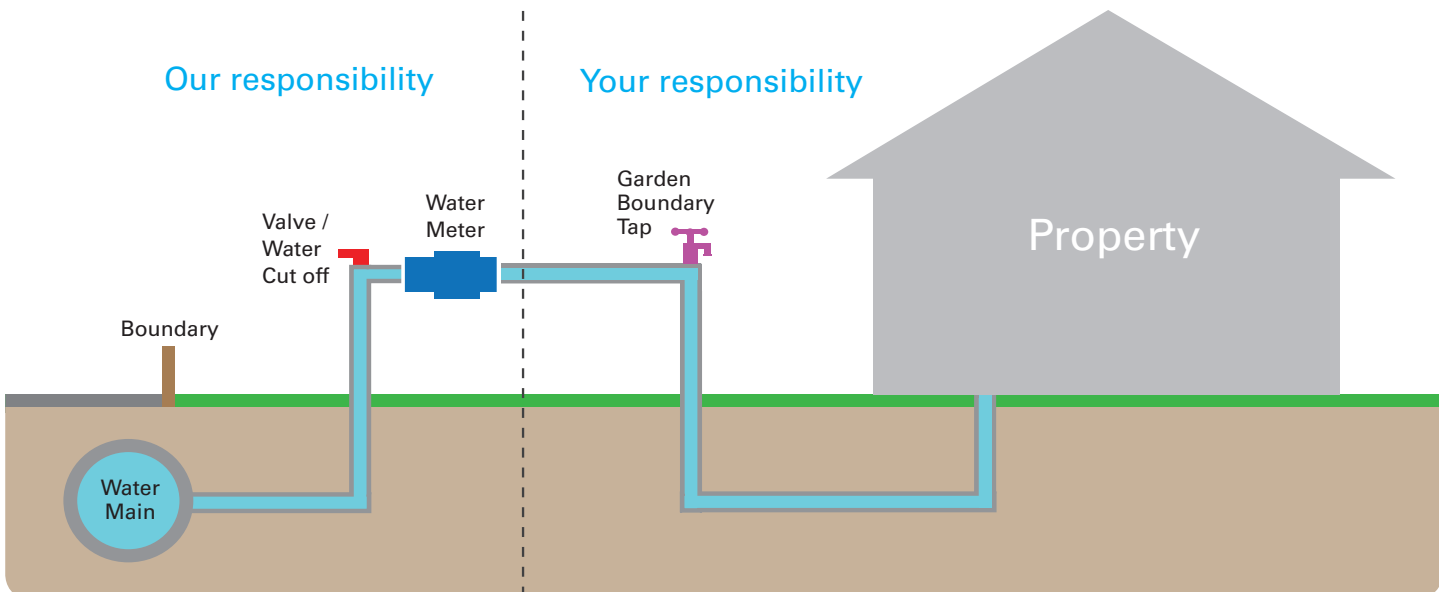 Our responsibility
Your responsibility
Garden
Boundary
Tap
Water
Meter
Valve /
Water
Cut off
Property
Boundary
Water
Main